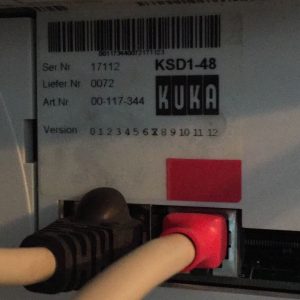 Ser.Nr 17112 KSD1-48
Liefer.Nr 0072
Art.Nr 00-117-344 KUKA
Version 0 1 2 3 4 5 6 X 8 9 10 11 12